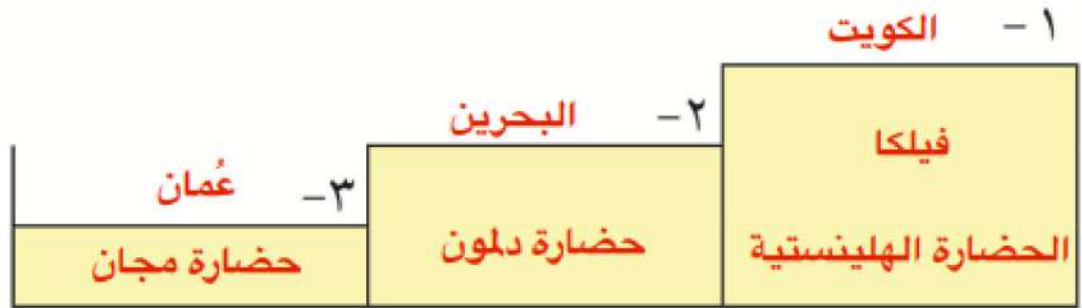 ١ - الكويت
فيلكا
الحضارة الهلينستية
٢- البحرين
حضارة دلمون
٣- عُمان
حضارة مجان